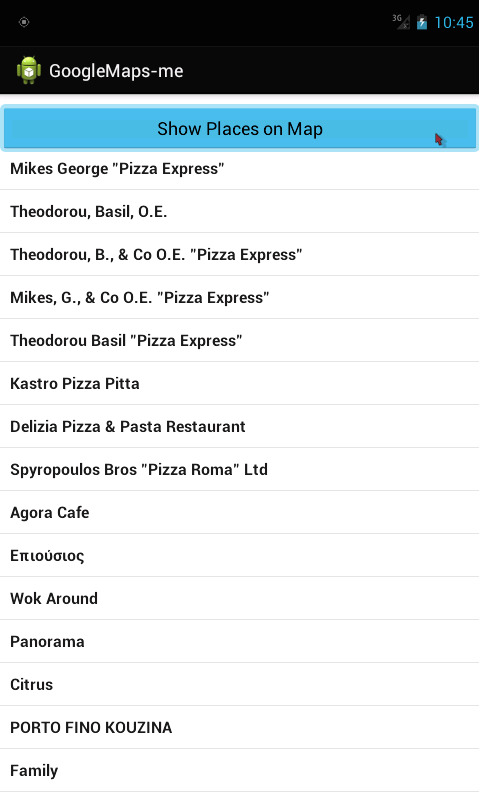 3G 10:45
GoogleMaps-me
Show Places on Map
Mikes George "Pizza Express"
Theodorou, Basil, O.E.
Theodorou, B., & Co O.E. "Pizza Express"
Mikes, G., & Co O.E. "Pizza Express"
Theodorou Basil "Pizza Express"
Kastro Pizza Pitta
Delizia Pizza & Pasta Restaurant
Spyropoulos Bros "Pizza Roma" Ltd
Agora Cafe
Επιούσιος
Wok Around
Panorama
Citrus
PORTO FINO KOUZINA
Family